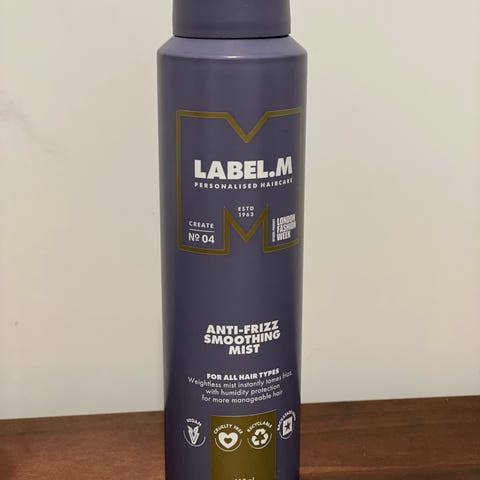 LABEL.M
PERSONALISED HAIRCARE
ESTD
1963
CREATE
Nº 04
LONDON
FASHION
WEEK
ANTI-FRIZZ
SMOOTHING
MIST
FOR ALL HAIR TYPES
Weightless mist instantly tames frizz,
with humidity protection
for more manageable hair
VEGAN
CRUELTY FREE
RECYCLABLE